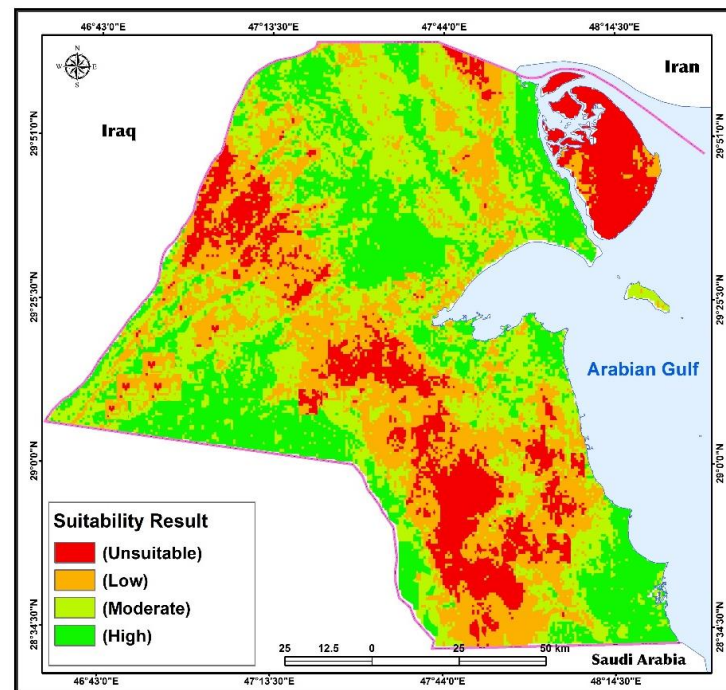 46°43'0"E 47°13'30"E 47°44'0"E 48°14'30"E
N
W E
S
Iran
Iraq
29°51'0"N 29°51'0"N
29°25'30"N 29°25'30"N
Arabian Gulf
29°0'0"N 29°0'0"N
Suitability Result
(Unsuitable)
(Low)
(Moderate)
(High)
28°34'30"N 28°34'30"N
25 12.5 0 25 50 km
Saudi Arabia
46°43'0"E 47°13'30"E 47°44'0"E 48°14'30"E